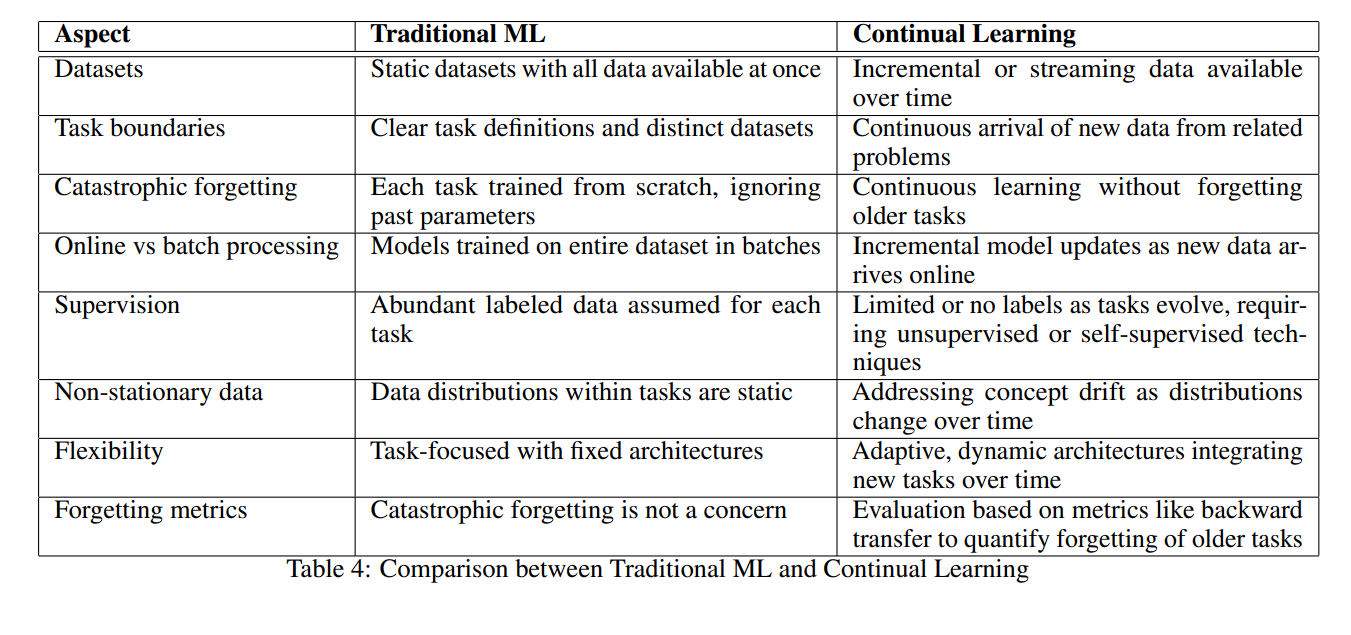 Aspect Traditional ML Continual Learning
Datasets Static datasets with all data available at once Incremental or streaming data available
over time
Task boundaries Clear task definitions and distinct datasets Continuous arrival of new data from related
problems
Catastrophic forgetting Each task trained from scratch, ignoring Continuous learning without forgetting
past parameters older tasks
Online vs batch processing Models trained on entire dataset in batches Incremental model updates as new data ar-
rives online
Supervision Abundant labeled data assumed for each Limited or no labels as tasks evolve, requir-
task ing unsupervised or self-supervised tech-
niques
Non-stationary data Data distributions within tasks are static Addressing concept drift as distributions
change over time
Flexibility Task-focused with fixed architectures Adaptive, dynamic architectures integrating
new tasks over time
Forgetting metrics Catastrophic forgetting is not a concern Evaluation based on metrics like backward
transfer to quantify forgetting of older tasks
Table 4: Comparison between Traditional ML and Continual Learning